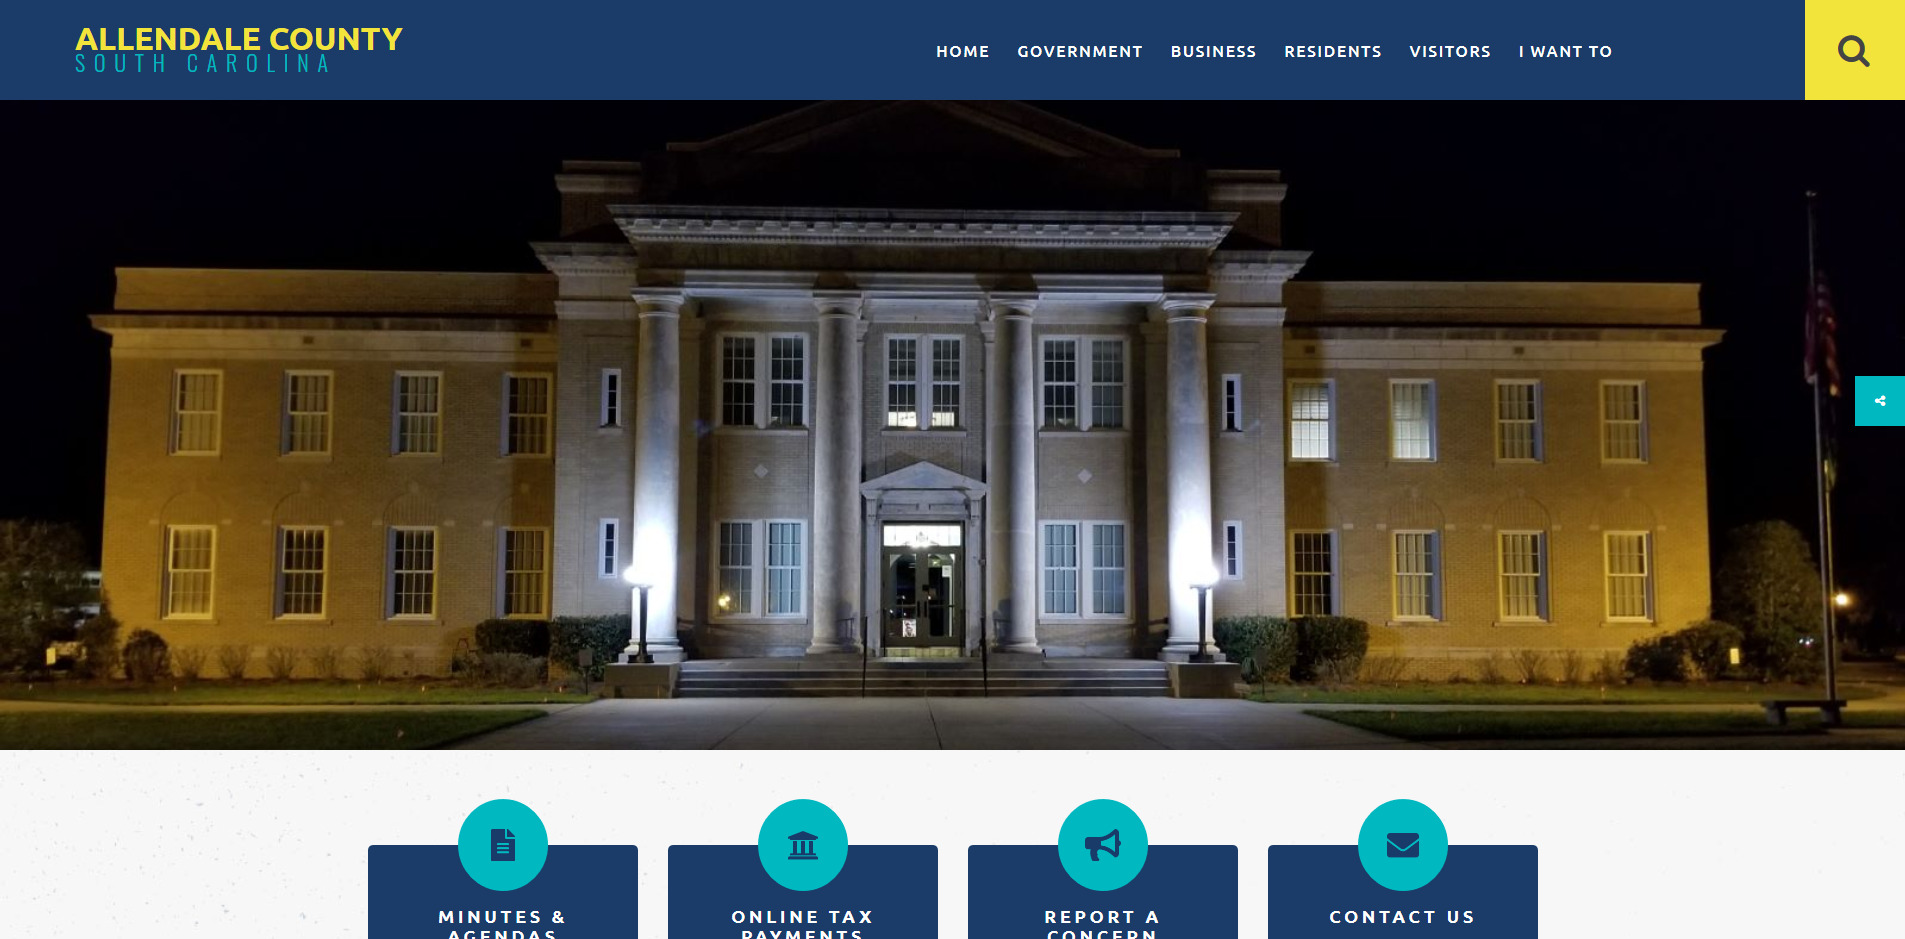 ALLENDALE COUNTY
SOUTH CAROLINA
HOME GOVERNMENT BUSINESS RESIDENTS VISITORS I WANT TO
MINUTES &
AGENDAS
ONLINE TAX
PAYMENTS
REPORT A
CONCERN
CONTACT US